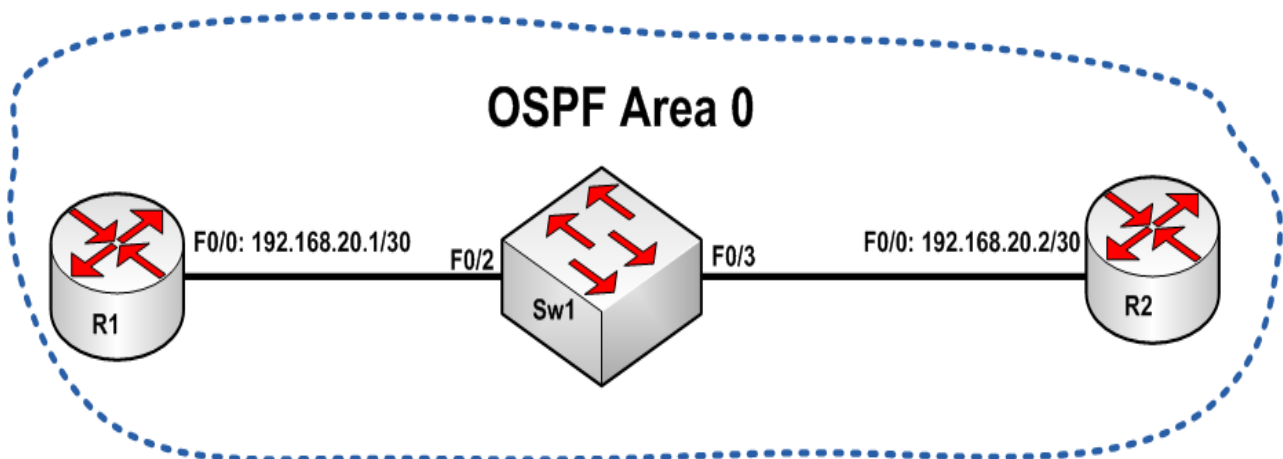 OSPF Area 0
F0/0: 192.168.20.1/30
F0/2
F0/3
F0/0: 192.168.20.2/30
R1
Sw1
R2